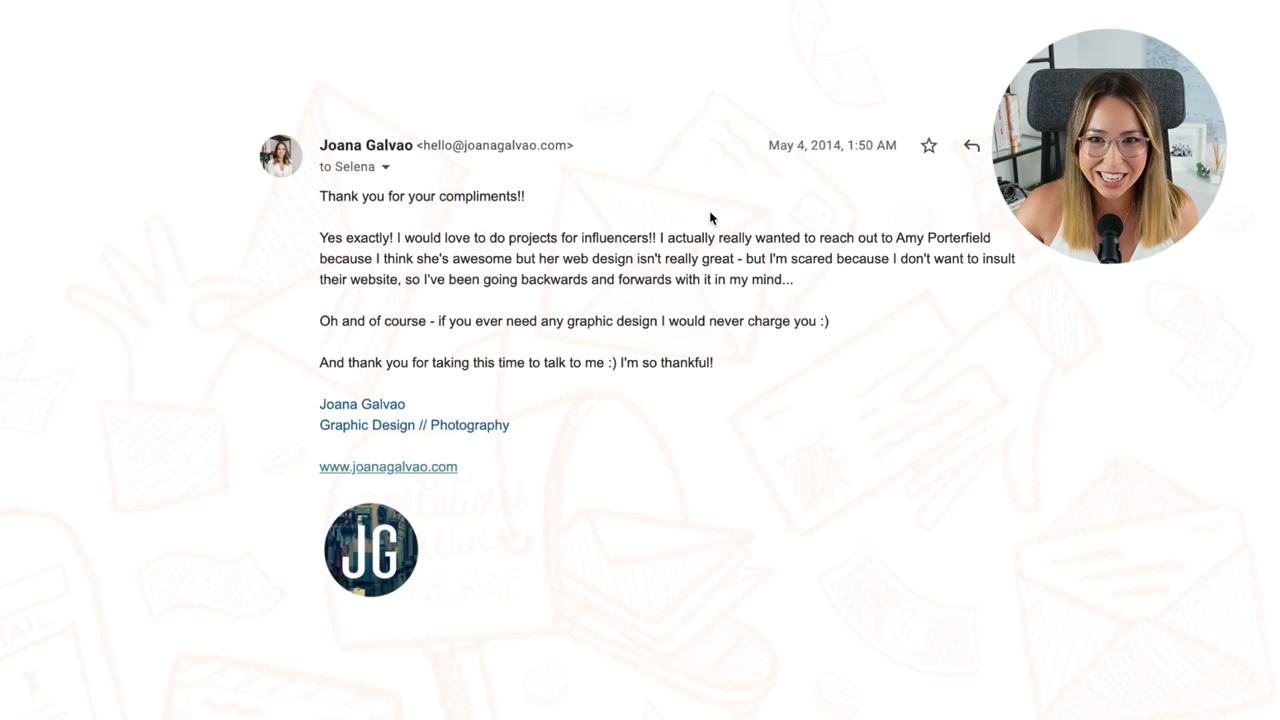 Joana Galvao <hello@joanagalvao.com>
May 4, 2014, 1:50 AM
to Selena
Thank you for your compliments!!
Yes exactly! I would love to do projects for influencers!! I actually really wanted to reach out to Amy Porterfield
because I think she's awesome but her web design isn't really great - but I'm scared because I don't want to insult
their website, so I've been going backwards and forwards with it in my mind...
Oh and of course - if you ever need any graphic design I would never charge you :)
And thank you for taking this time to talk to me :) I'm so thankful!
Joana Galvao
Graphic Design // Photography
www.joanagalvao.com
JG